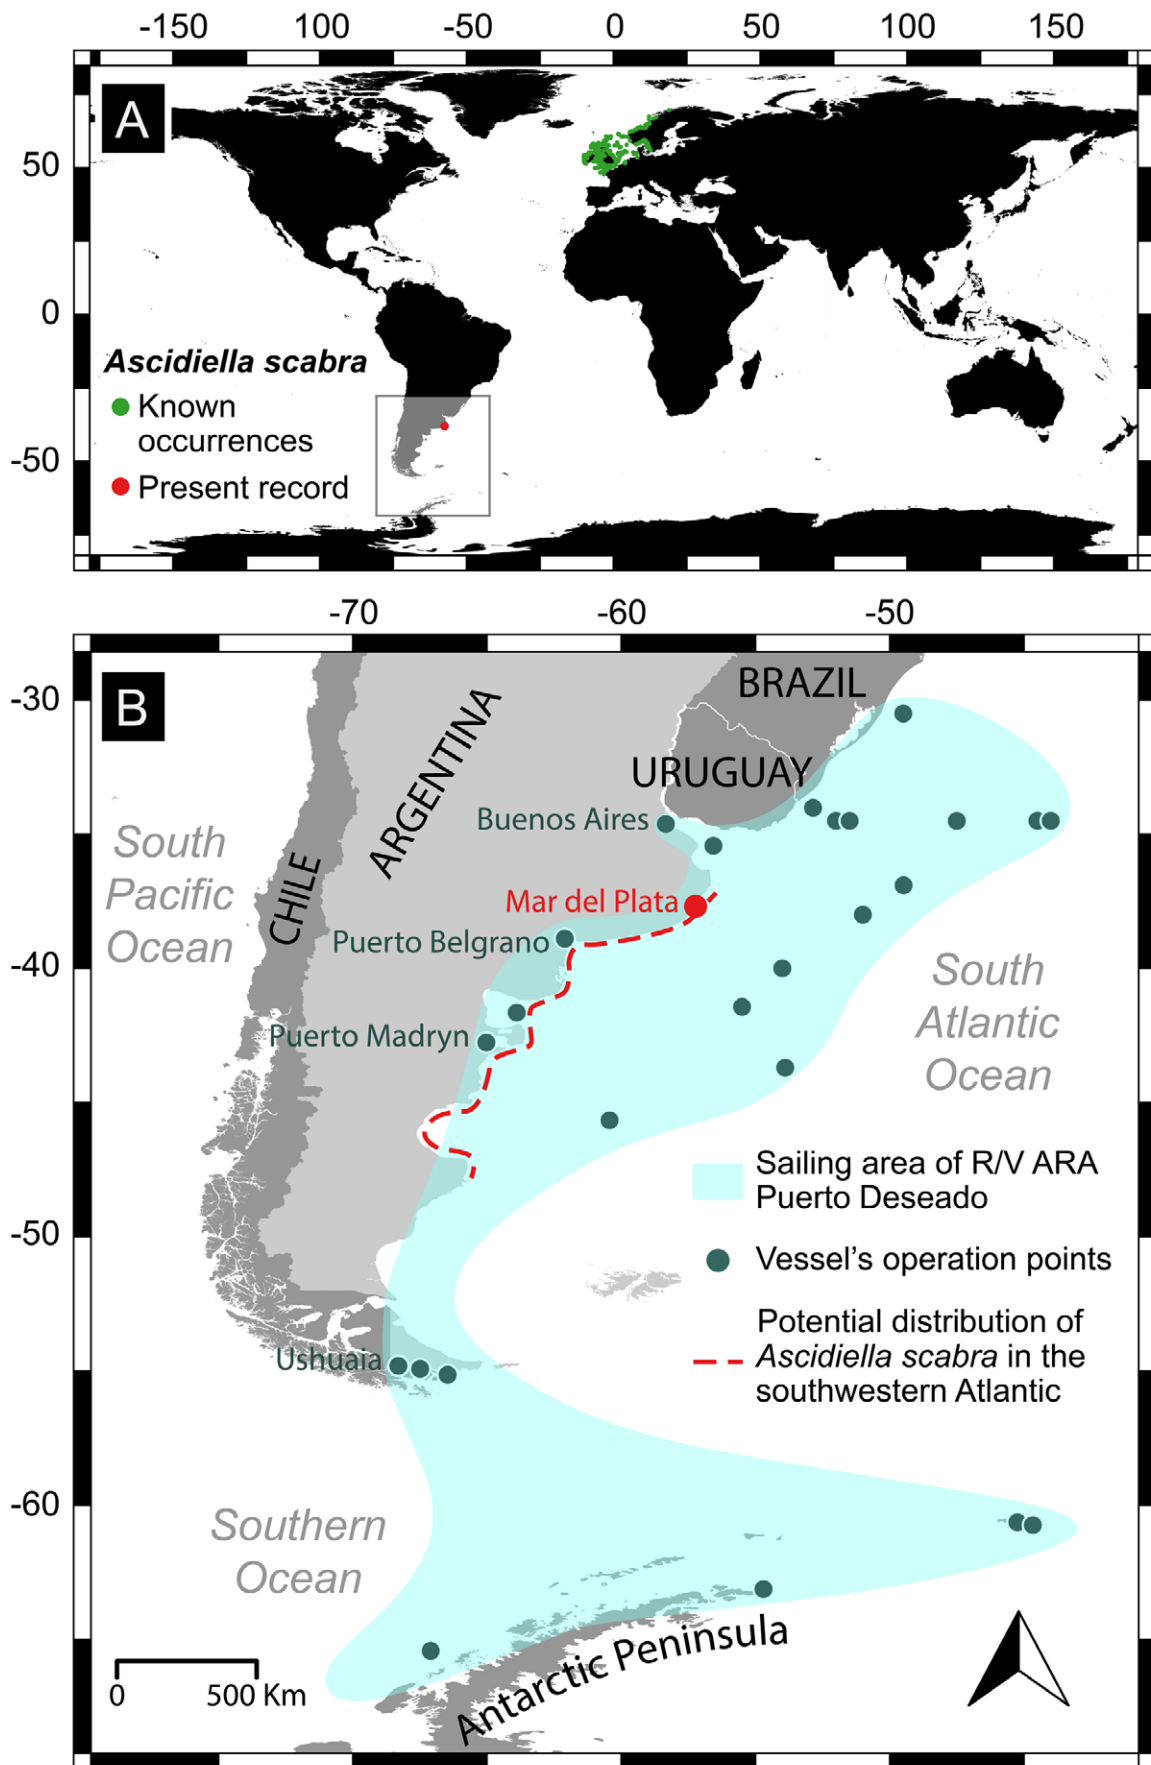 -150 100 -50 0 50 100 150
A
50
0
-50
Ascidiella scabra
Known
occurrences
Present record
-70 -60 -50
B
-30
-40
-50
-60
BRAZIL
URUGUAY
ARGENTINA
CHILE
Buenos Aires
Mar del Plata
Puerto Belgrano
Puerto Madryn
Ushuaia
South
Pacific
Ocean
South
Atlantic
Ocean
Sailing area of R/V ARA
Puerto Deseado
Vessel's operation points
Potential distribution of
Ascidiella scabra in the
southwestern Atlantic
Southern
Ocean
Antarctic Peninsula
0 500 Km